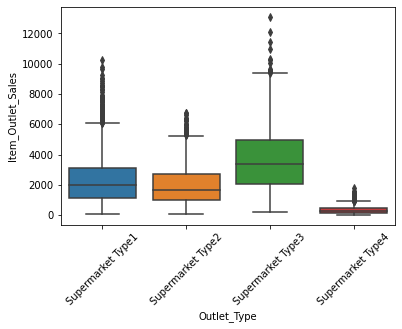 12000
10000
8000
6000
4000
2000
0
Item_Outlet_Sales
Supermarket Type1
Supermarket Type2
Supermarket Type3
Supermarket Type4
Outlet_Type